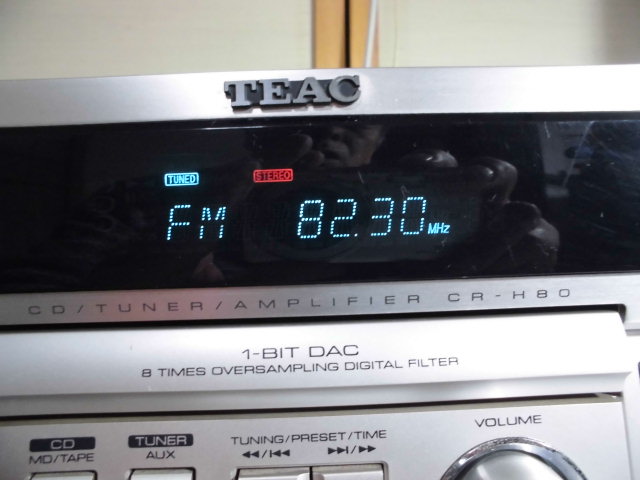 TEAC
TUNED STEREO
FM 82.30 MHz
CD/TUNER/AMPLIFIER CR-H80
1-BIT DAC
8 TIMES OVERSAMPLING DIGITAL FILTER
CD TUNER TUNING/PRESET/TIME VOLUME
MD/TAPE AUX ◀◀/|◀◀ ▶▶|/▶▶